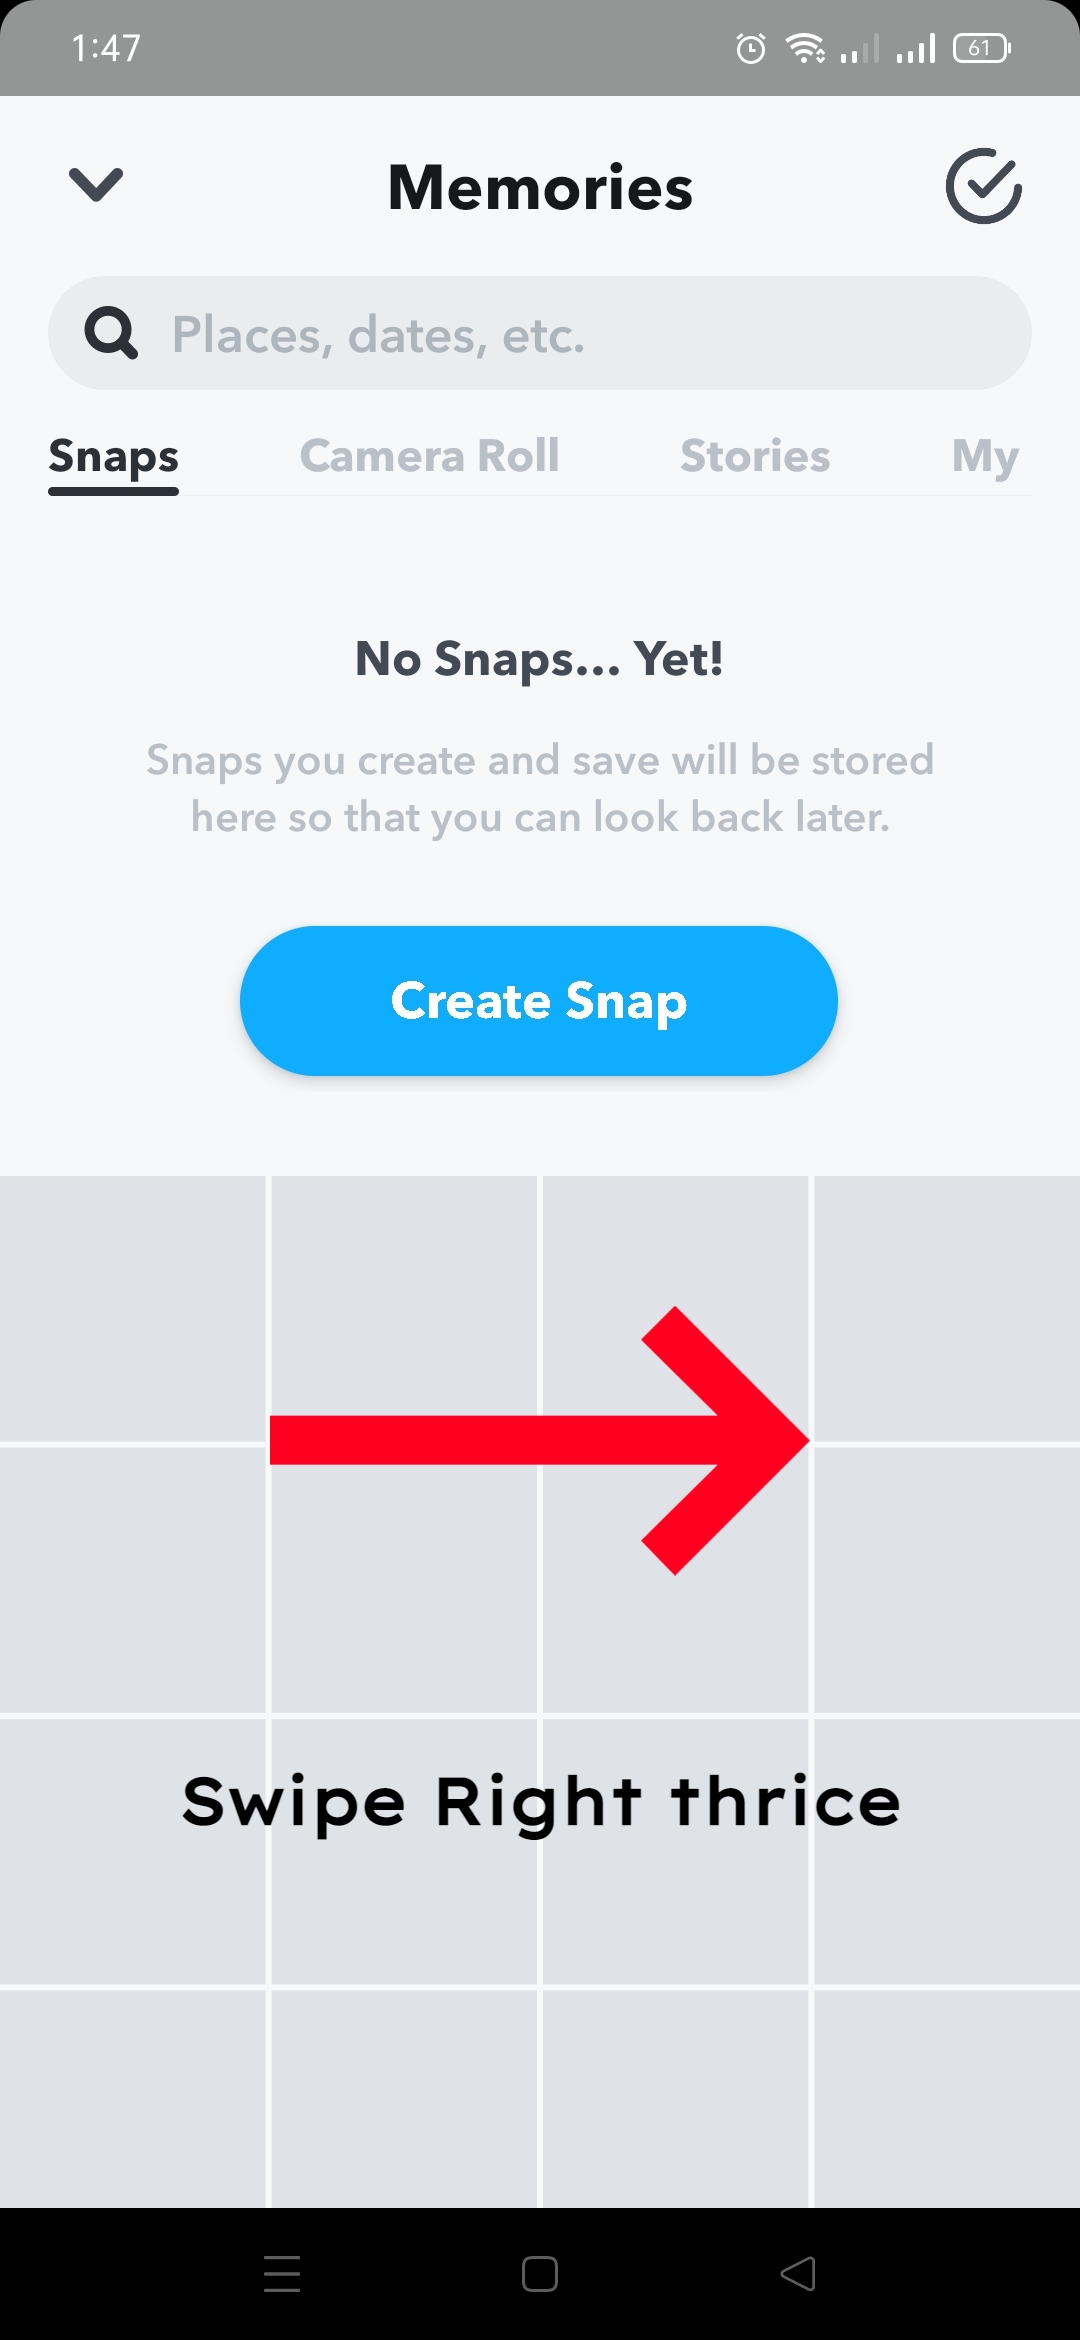 1:47
61
Memories
Places, dates, etc.
Snaps Camera Roll Stories My
No Snaps... Yet!
Snaps you create and save will be stored
here so that you can look back later.
Create Snap
Swipe Right thrice